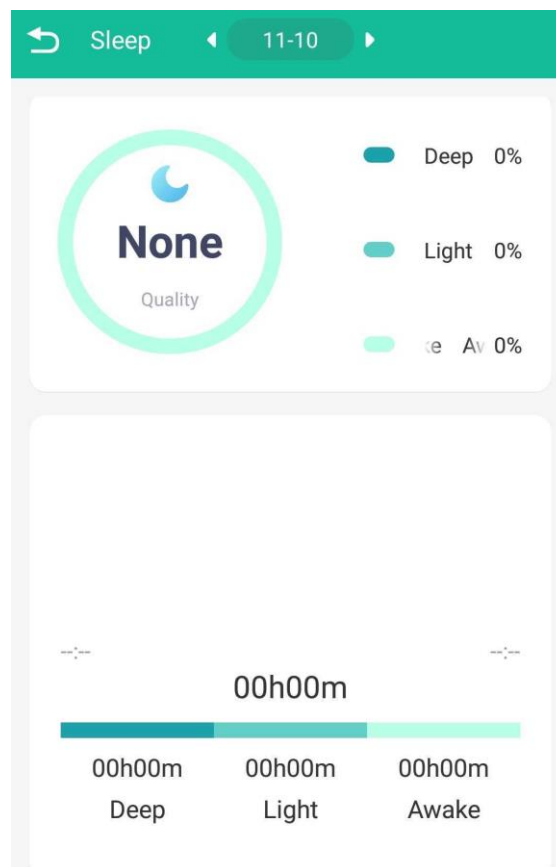 Sleep 11-10
Deep 0%
None
Light 0%
Quality
0%
--:-- --:--
00h00m
00h00m 00h00m 00h00m
Deep Light Awake